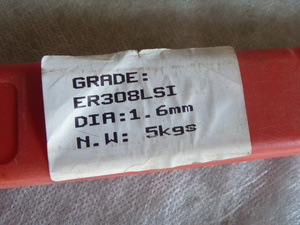 GRADE:
ER308LSI
DIA:1.6mm
N.W: 5kgs